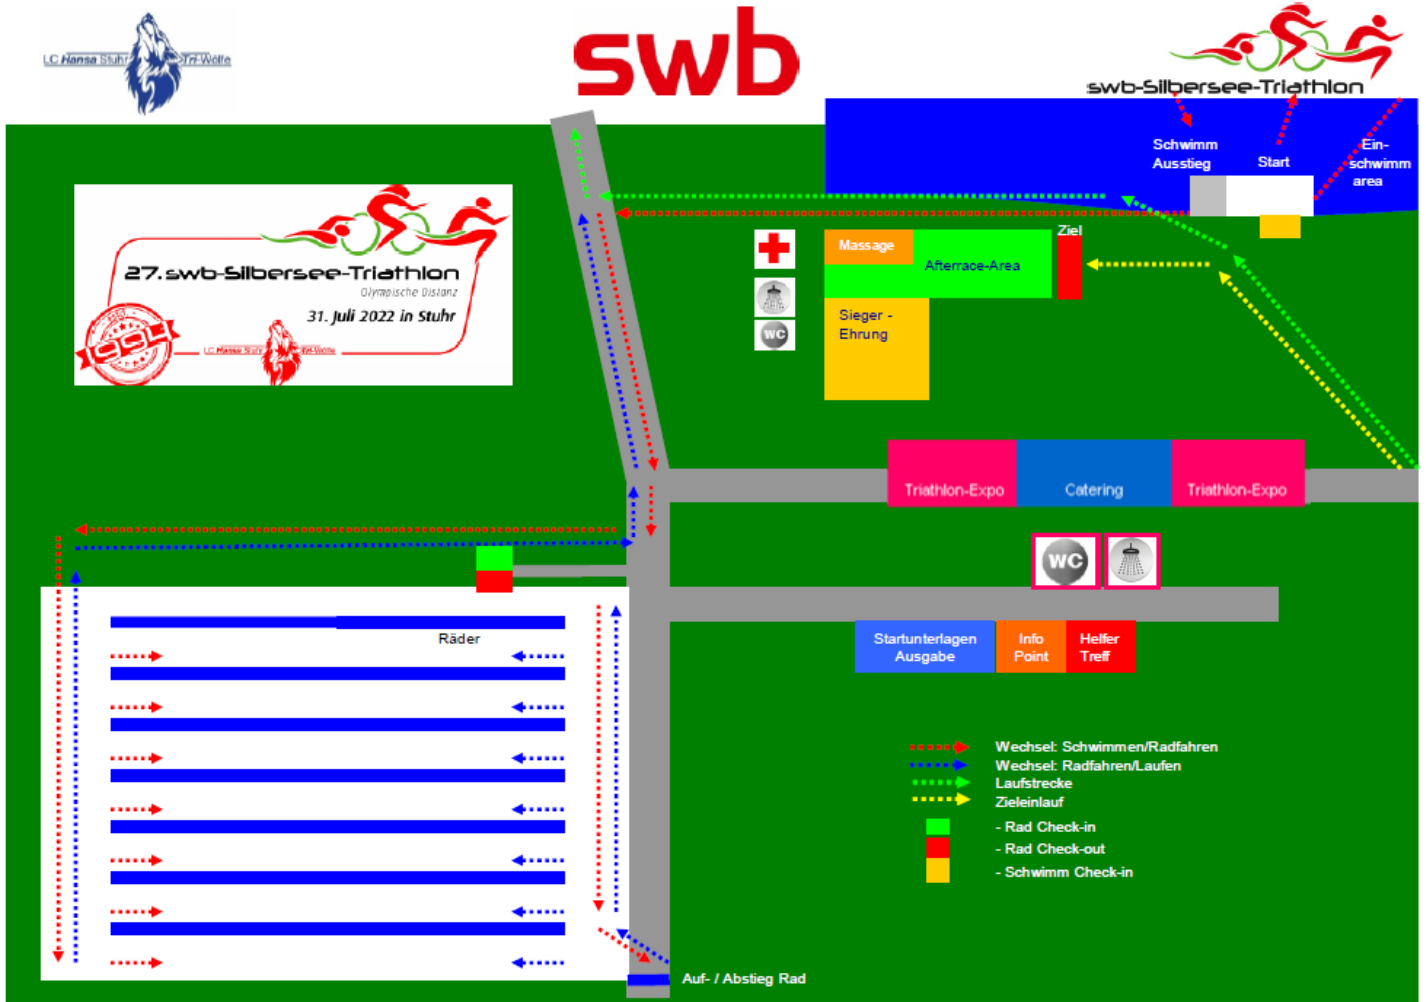 LC Hansa Stuhr Tri-Wölfe
swb
swb-Silbersee-Triathlon
Schwimm
Ausstieg
Start
Ein-
schwimm
area
27. swb-Silbersee-Triathlon
Olympische Distanz
31. Juli 2022 in Stuhr
1994
LC Hansa Stuhr Tri-Wölfe
Massage
Afterrace-Area
Ziel
WC
Sieger -
Ehrung
Triathlon-Expo
Catering
Triathlon-Expo
WC
Räder
Startunterlagen
Ausgabe
Info
Point
Helfer
Treff
Wechsel: Schwimmen/Radfahren
Wechsel: Radfahren/Laufen
Laufstrecke
Zieleinlauf
- Rad Check-in
- Rad Check-out
- Schwimm Check-in
Auf- / Abstieg Rad